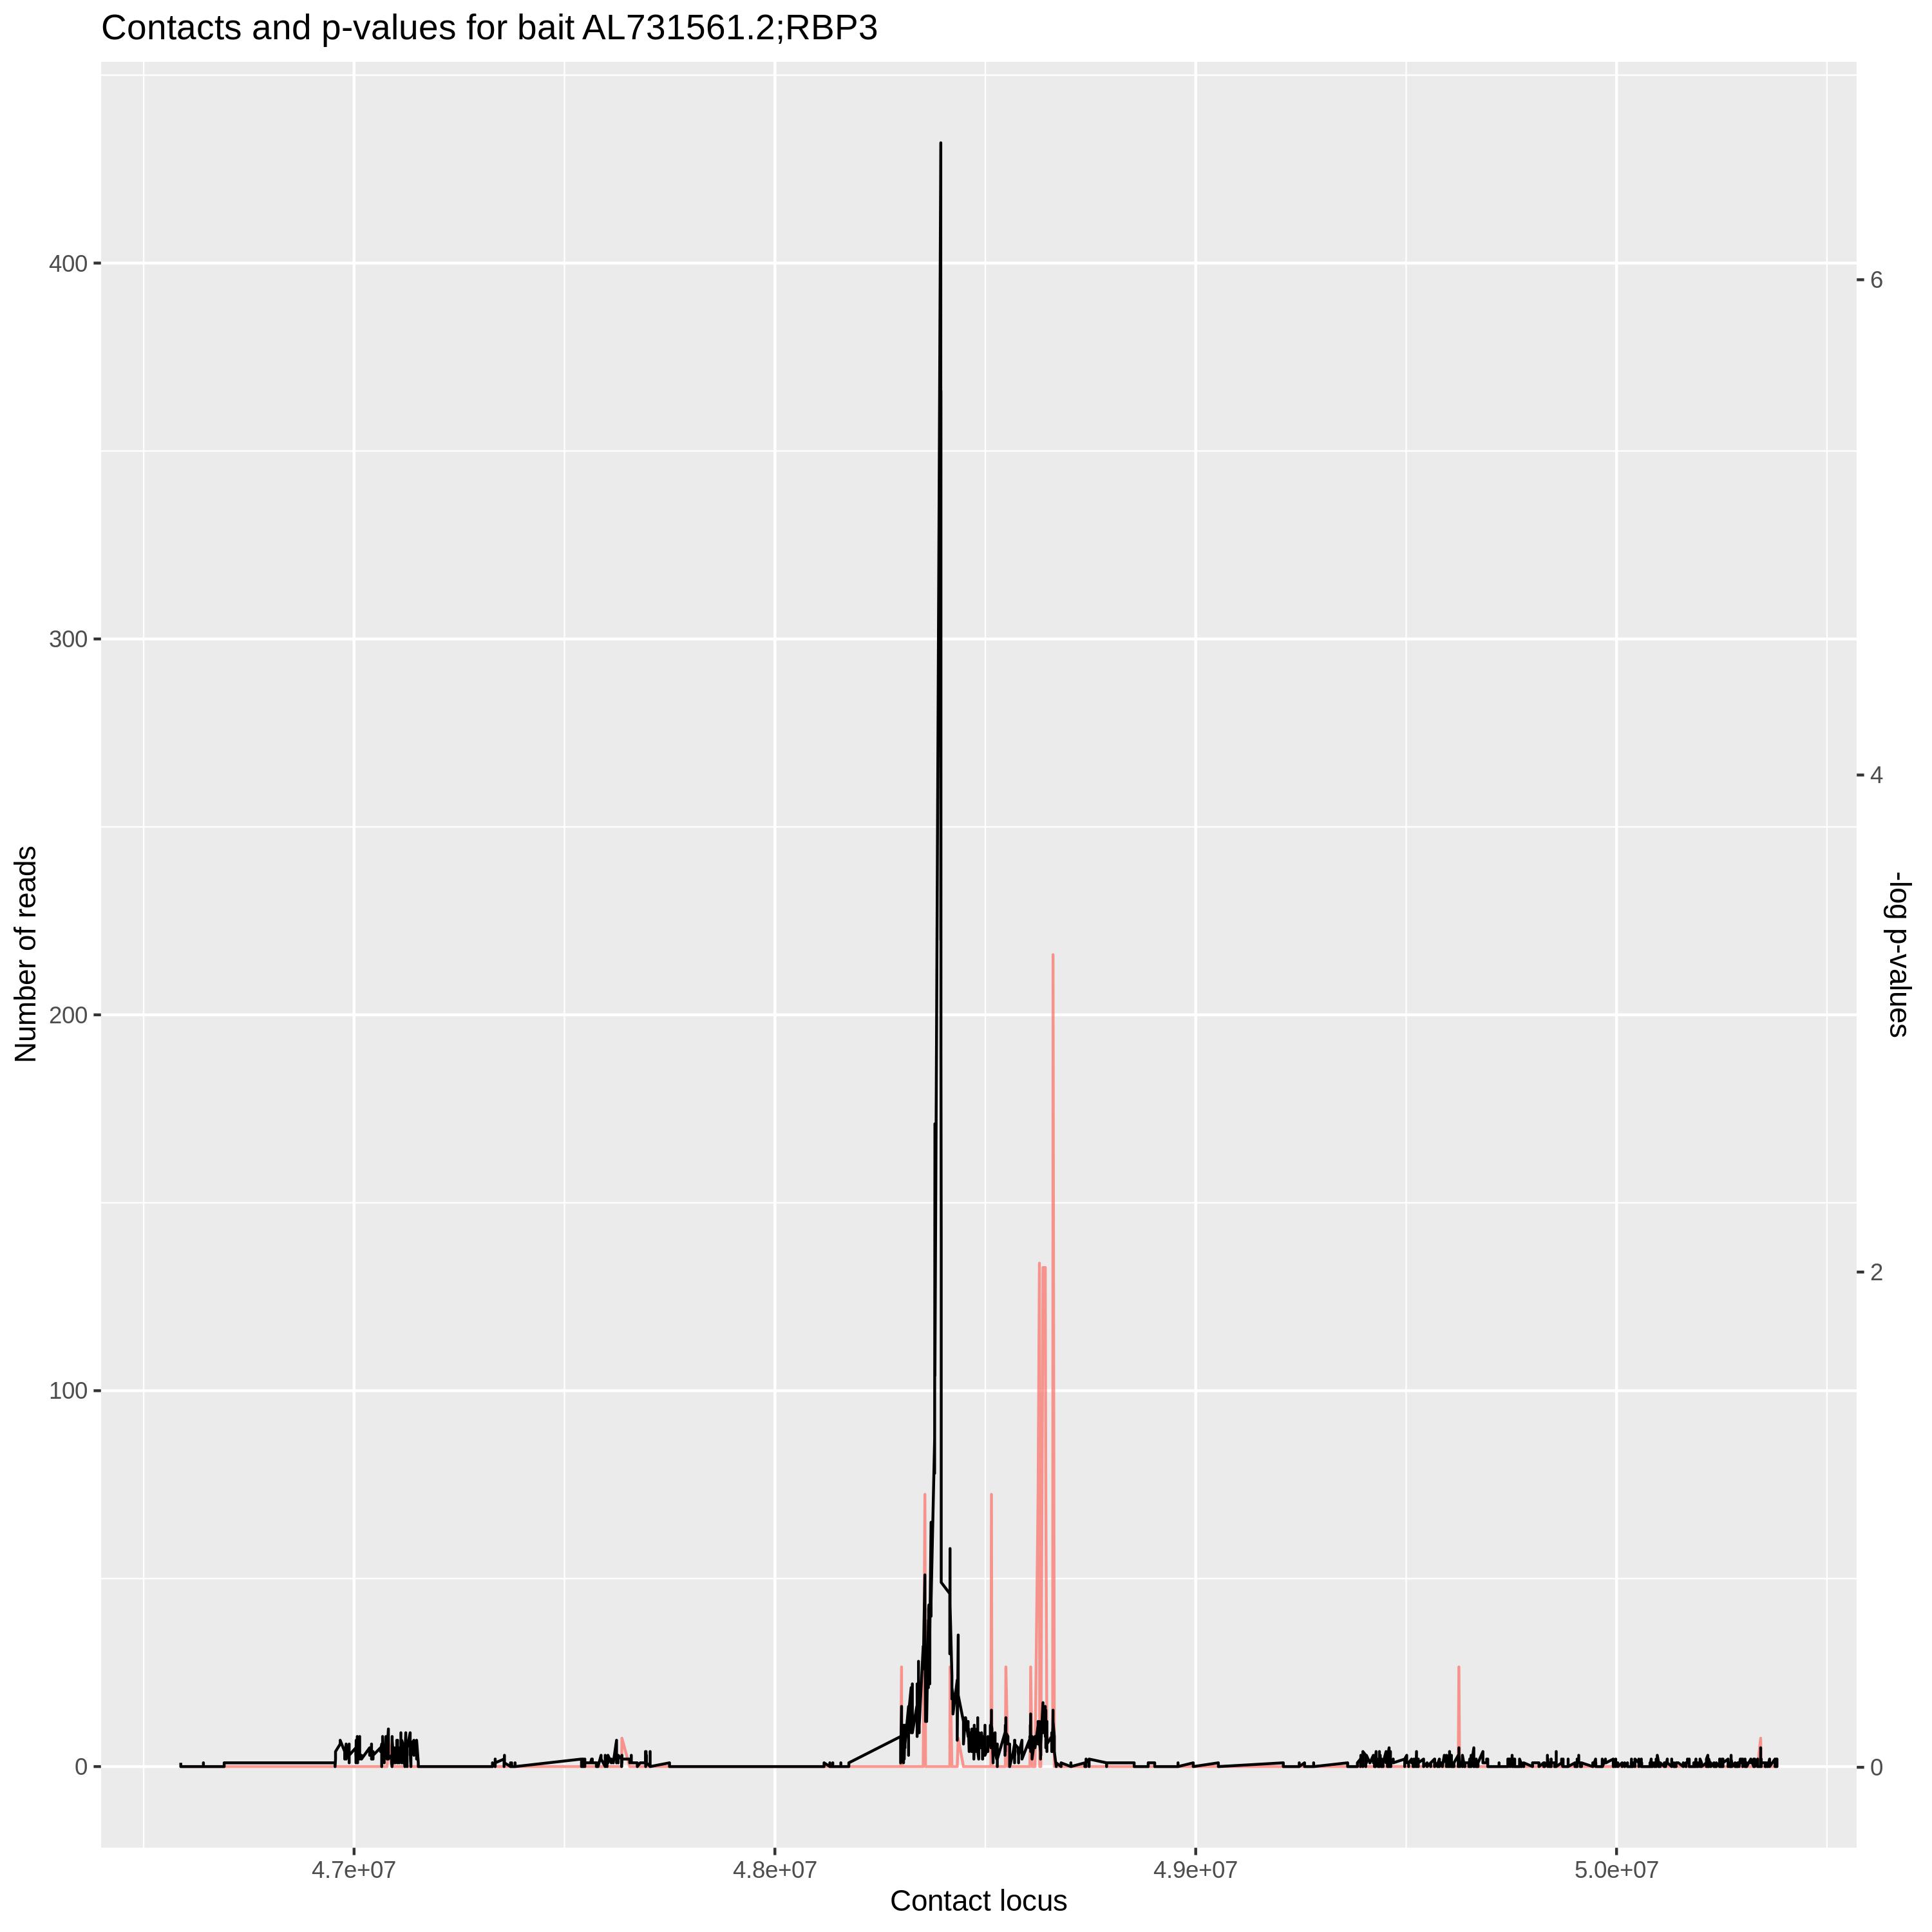 Contacts and p-values for bait AL731561.2;RBP3
400
300
200
100
0
Number of reads
6
4
2
0
-log p-values
4.7e+07
4.8e+07
4.9e+07
5.0e+07
Contact locus